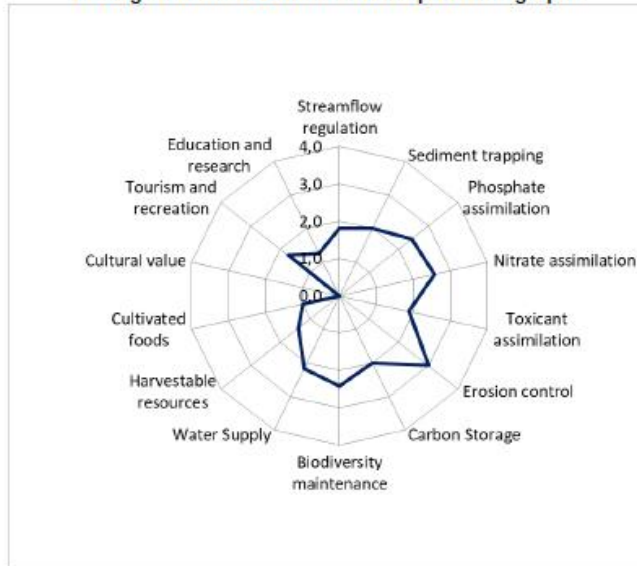 Streamflow
regulation
Education and
research
4,0
Sediment trapping
3,0
Tourism and
recreation
Phosphate
assimilation
2,0
Cultural value
1,0
Nitrate assimilation
0,0
Cultivated
foods
Toxicant
assimilation
Harvestable
resources
Erosion control
Water Supply
Carbon Storage
Biodiversity
maintenance